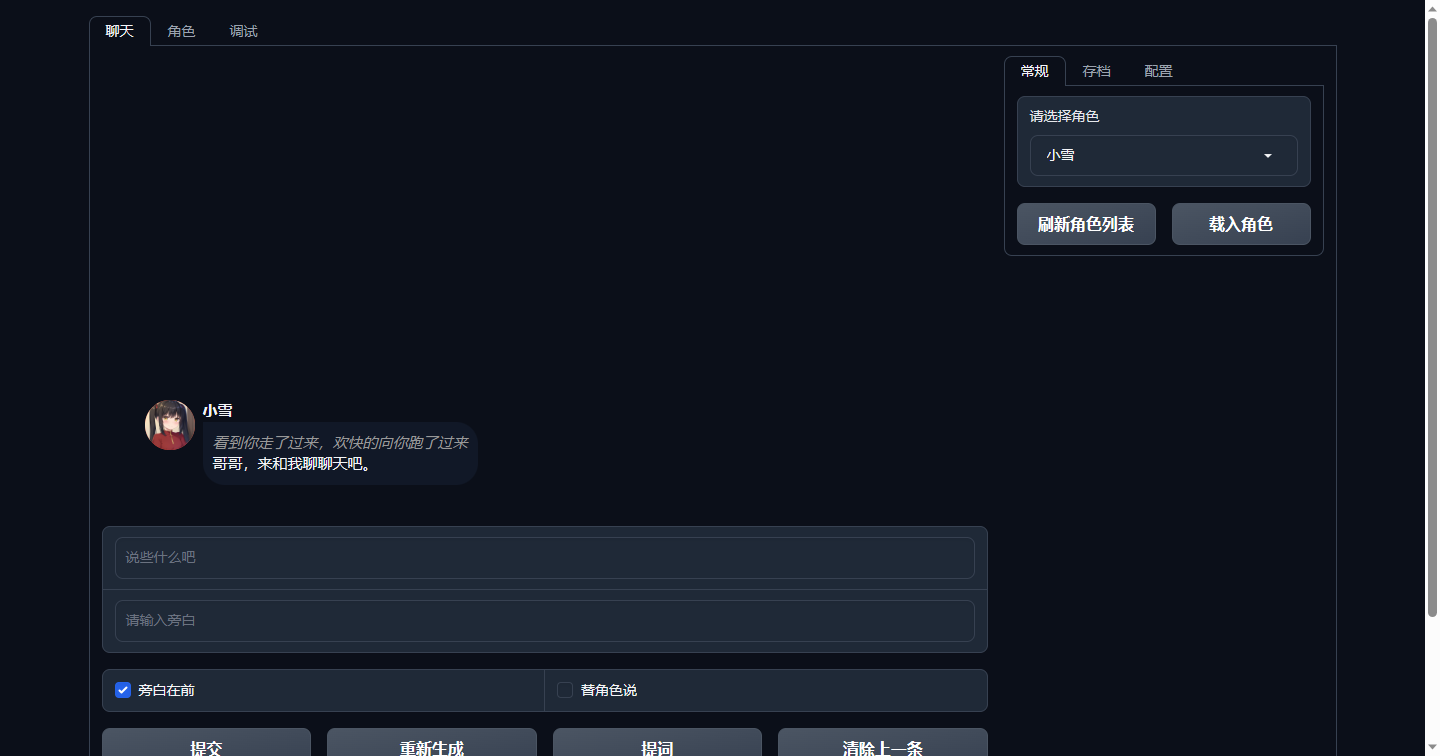 聊天
角色
调试
常规
存档
配置
请选择角色
小雪
刷新角色列表
载入角色
小雪
看到你走了过来，欢快的向你跑了过来
哥哥，来和我聊聊天吧。
说些什么吧
请输入旁白
旁白在前
替角色说
提交
重新生成
提词
清除上一条